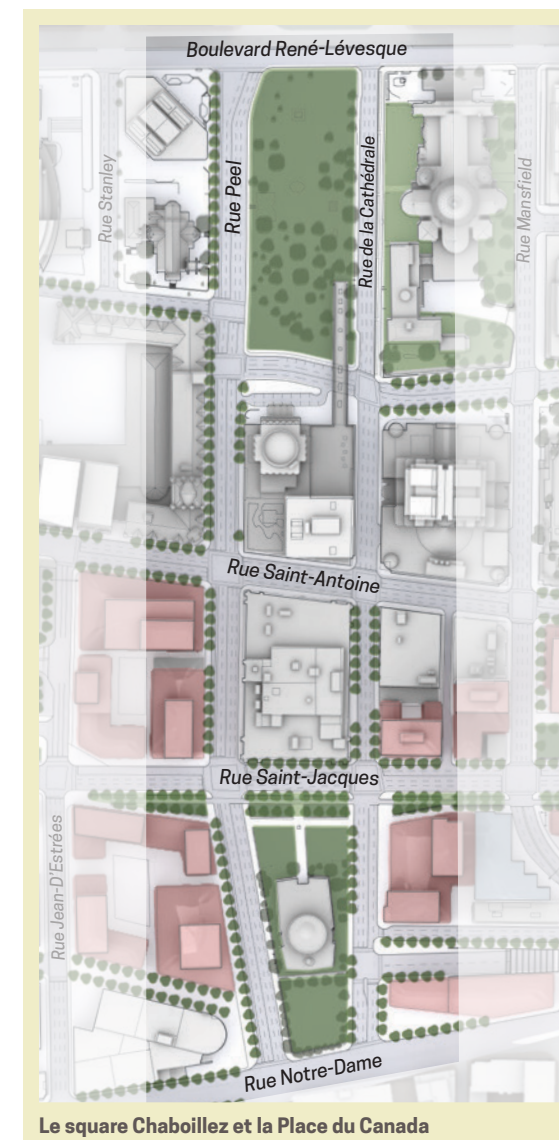 Boulevard René-Lévesque
Rue Stanley
Rue Peel
Rue de la Cathédrale
Rue Mansfield
Rue Saint-Antoine
Rue Saint-Jacques
Rue Jean-D'Estrées
Rue Notre-Dame
Le square Chaboillez et la Place du Canada